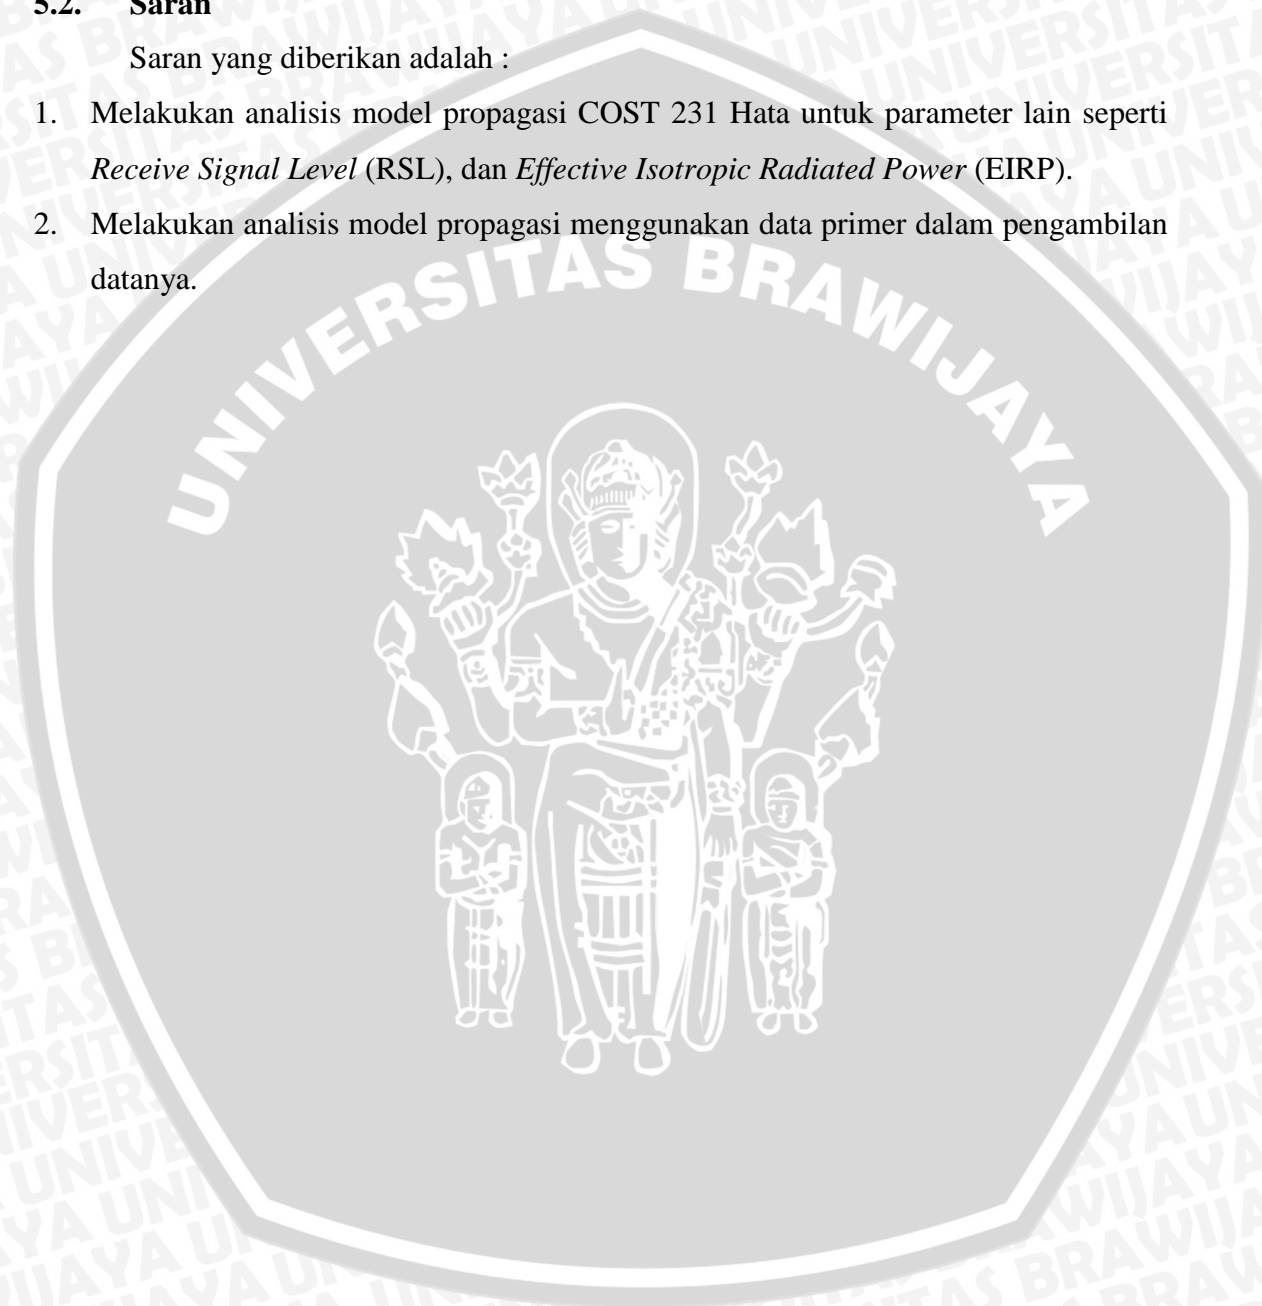 5.2. Saran
Saran yang diberikan adalah :
1. Melakukan analisis model propagasi COST 231 Hata untuk parameter lain seperti
Receive Signal Level (RSL), dan Effective Isotropic Radiated Power (EIRP).
2. Melakukan analisis model propagasi menggunakan data primer dalam pengambilan
datanya.
UNIVERSITAS BRAWIJAYA